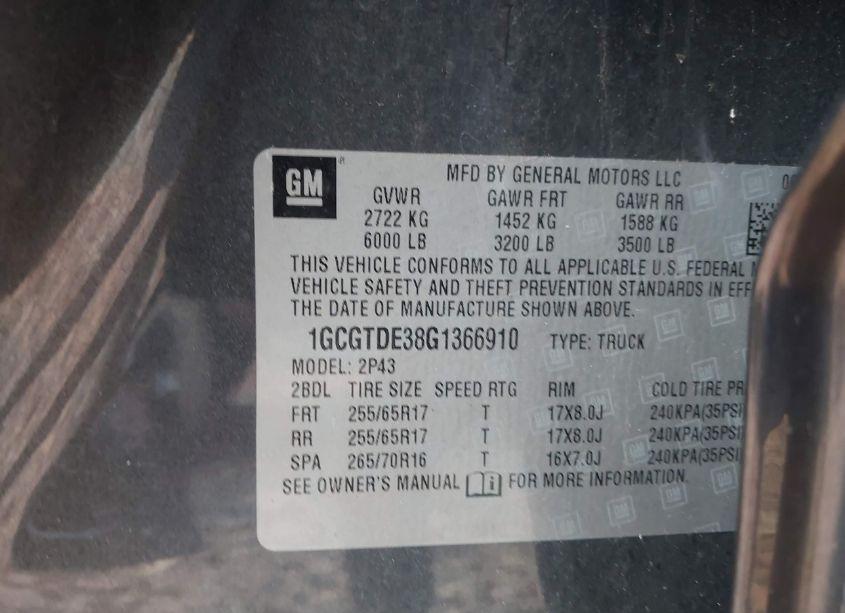 GM ® MFD BY GENERAL MOTORS LLC
GVWR GAWR FRT GAWR RR
2722 KG 1452 KG 1588 KG
6000 LB 3200 LB 3500 LB
THIS VEHICLE CONFORMS TO ALL APPLICABLE U.S. FEDERAL
VEHICLE SAFETY AND THEFT PREVENTION STANDARDS IN EFF
THE DATE OF MANUFACTURE SHOWN ABOVE.
1GCGTDE38G1366910 TYPE: TRUCK
MODEL: 2P43
2BDL TIRE SIZE SPEED RTG RIM COLD TIRE PR
FRT 255/65R17 T 17X8.0J 240KPA(35PSI)
RR 255/65R17 T 17X8.0J 240KPA(35PSI)
SPA 265/70R16 T 16X7.0J 240KPA(35PSI)
SEE OWNER'S MANUAL FOR MORE INFORMATION.